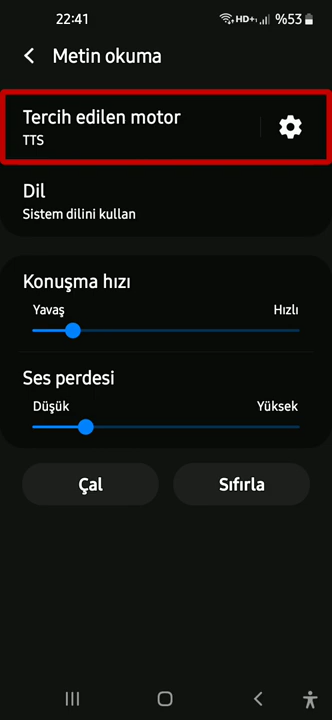 22:41 HD+ %53
Metin okuma
Tercih edilen motor
TTS
Dil
Sistem dilini kullan
Konuşma hızı
Yavaş Hızlı
Ses perdesi
Düşük Yüksek
Çal Sıfırla